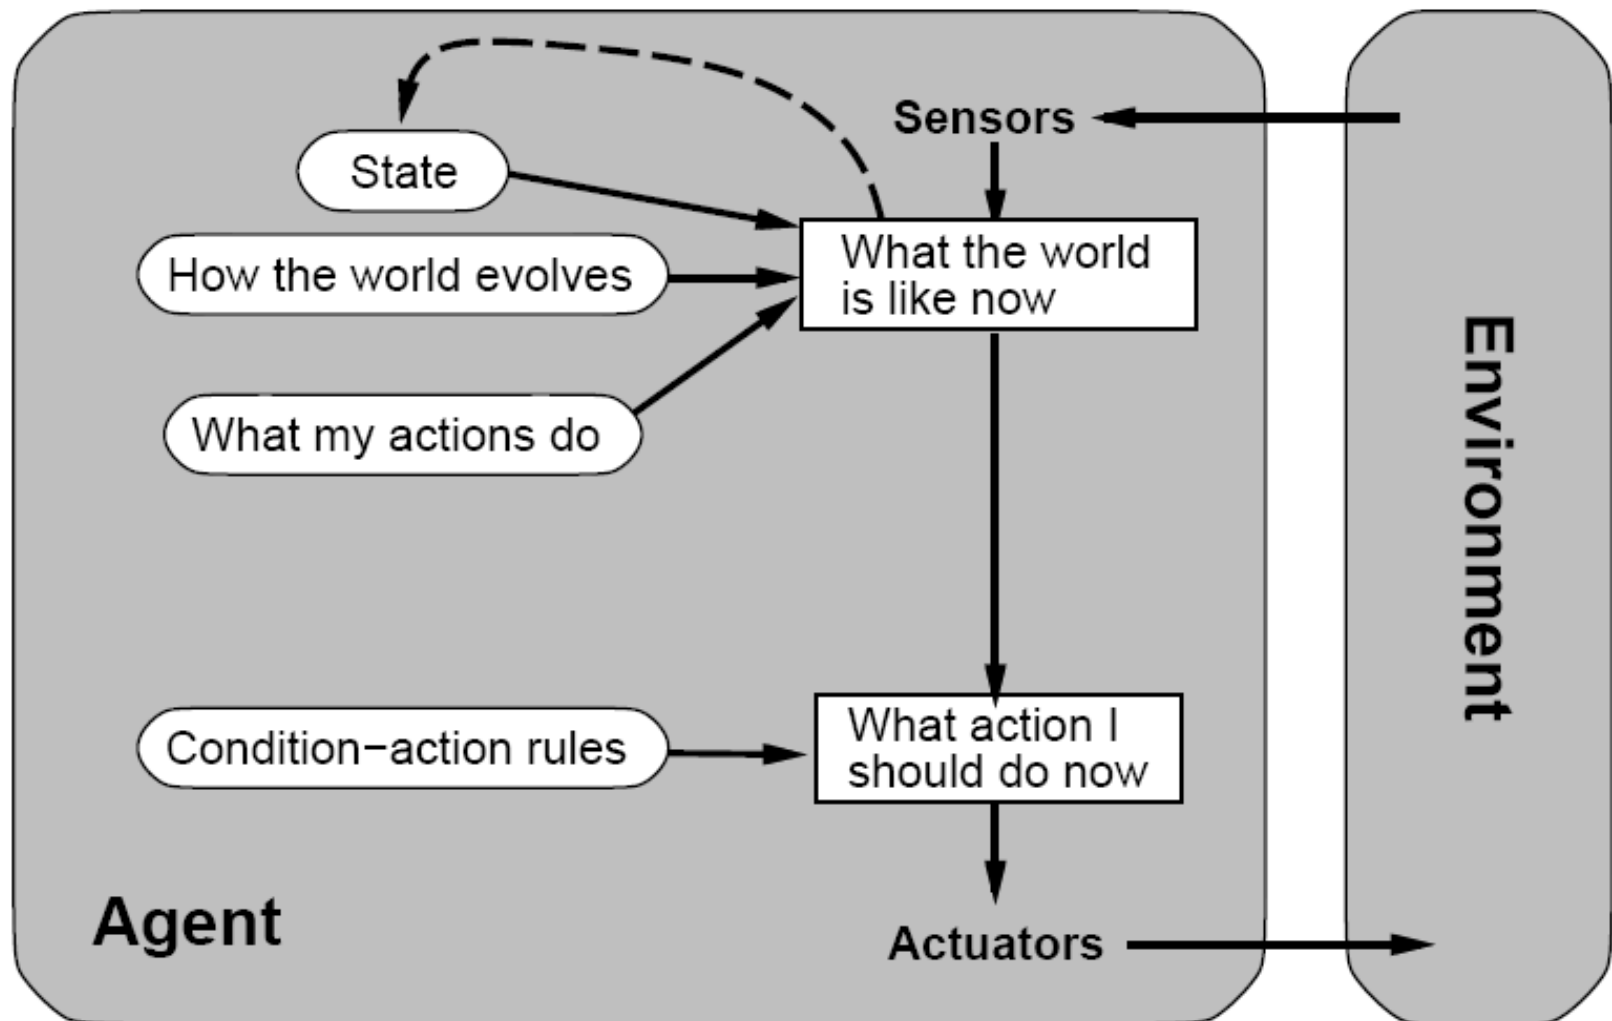 Sensors
State
What the world
is like now
How the world evolves
What my actions do
Environment
What action I
should do now
Condition−action rules
Agent
Actuators